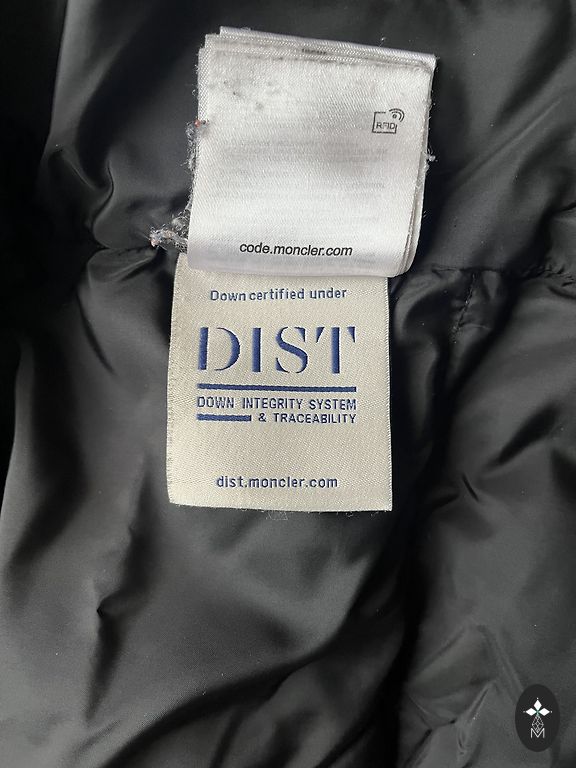 RFID
code.moncler.com
Down certified under
DIST
DOWN INTEGRITY SYSTEM
& TRACEABILITY
dist.moncler.com
M